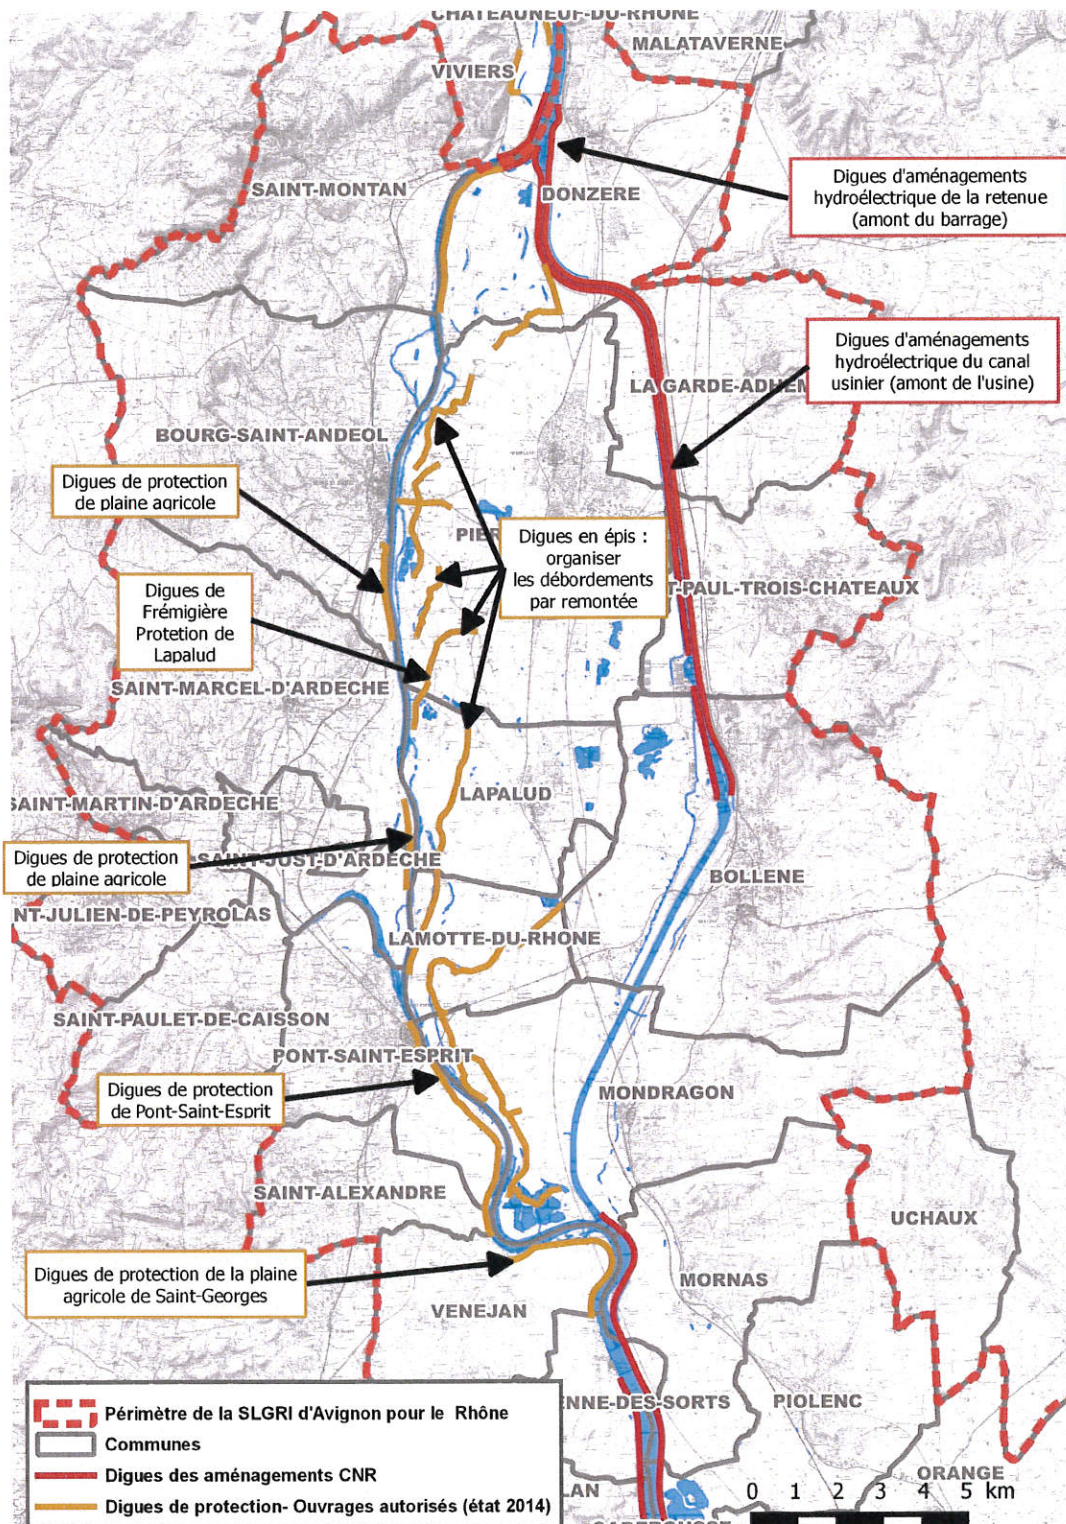 CHATEAUNEUF-DU-RHONE
MALATAVERNE
VIVIERS
Digues d'aménagements
hydroélectrique de la retenue
(amont du barrage)
SAINT-MONTAN
DONZERE
Digues d'aménagements
hydroélectrique du canal
usinier (amont de l'usine)
LA GARDE-ADHEM
BOURG-SAINT-ANDEOL
Digues de protection
de plaine agricole
PIER
Digues en épis :
organiser
les débordements
par remontée
T-PAUL-TROIS-CHATEAUX
Digues de
Frémigière
Protetion de
Lapalud
SAINT-MARCEL-D'ARDECHE
LAPALUD
SAINT-MARTIN-D'ARDECHE
Digues de protection
de plaine agricole
SAINT-JUST-D'ARDECHE
BOLLENE
NT-JULIEN-DE-PEYROLAS
LAMOTTE-DU-RHONE
SAINT-PAULET-DE-CAISSON
PONT-SAINT-ESPRIT
Digues de protection
de Pont-Saint-Esprit
MONDRAGON
SAINT-ALEXANDRE
UCHAUX
Digues de protection de la plaine
agricole de Saint-Georges
MORNAS
VENEJAN
ENNE-DES-SORTS
PIOLENC
Périmètre de la SLGRI d'Avignon pour le Rhône
Communes
Digues des aménagements CNR
Digues de protection- Ouvrages autorisés (état 2014)
LAN
ORANGE
0 1 2 3 4 5 km
CADEROUSSE